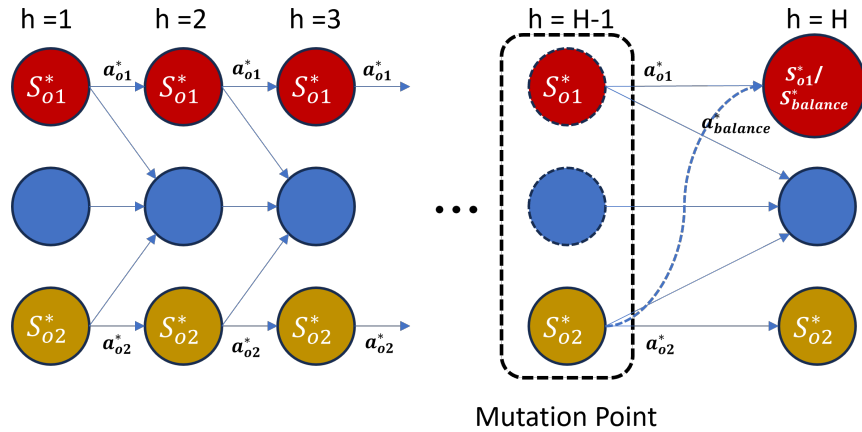 h =1 h =2 h =3 h = H-1 h = H
a*o1 a*o1 a*o1 a*o1
S*o1 S*o1 S*o1 S*o1 S*o1/
S*balance
a*balance
...
S*o2 S*o2 S*o2 S*o2
a*o2 a*o2 a*o2 a*o2
Mutation Point